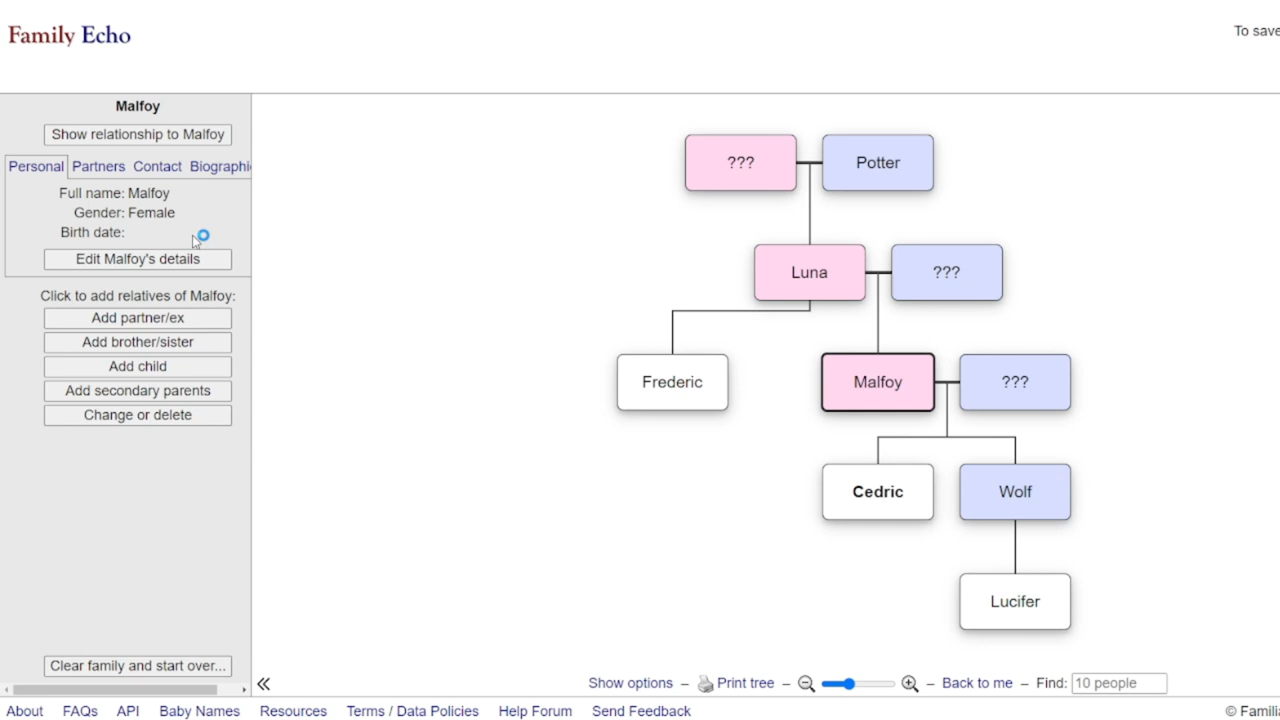 Family Echo
To save
Malfoy
Show relationship to Malfoy
Personal Partners Contact Biographi
Full name: Malfoy
Gender: Female
Birth date:
Edit Malfoy's details
Click to add relatives of Malfoy:
Add partner/ex
Add brother/sister
Add child
Add secondary parents
Change or delete
Clear family and start over...
??? Potter
Luna ???
Frederic Malfoy ???
Cedric Wolf
Lucifer
Show options – Print tree – – Back to me – Find: 10 people
About FAQs API Baby Names Resources Terms / Data Policies Help Forum Send Feedback © Famili